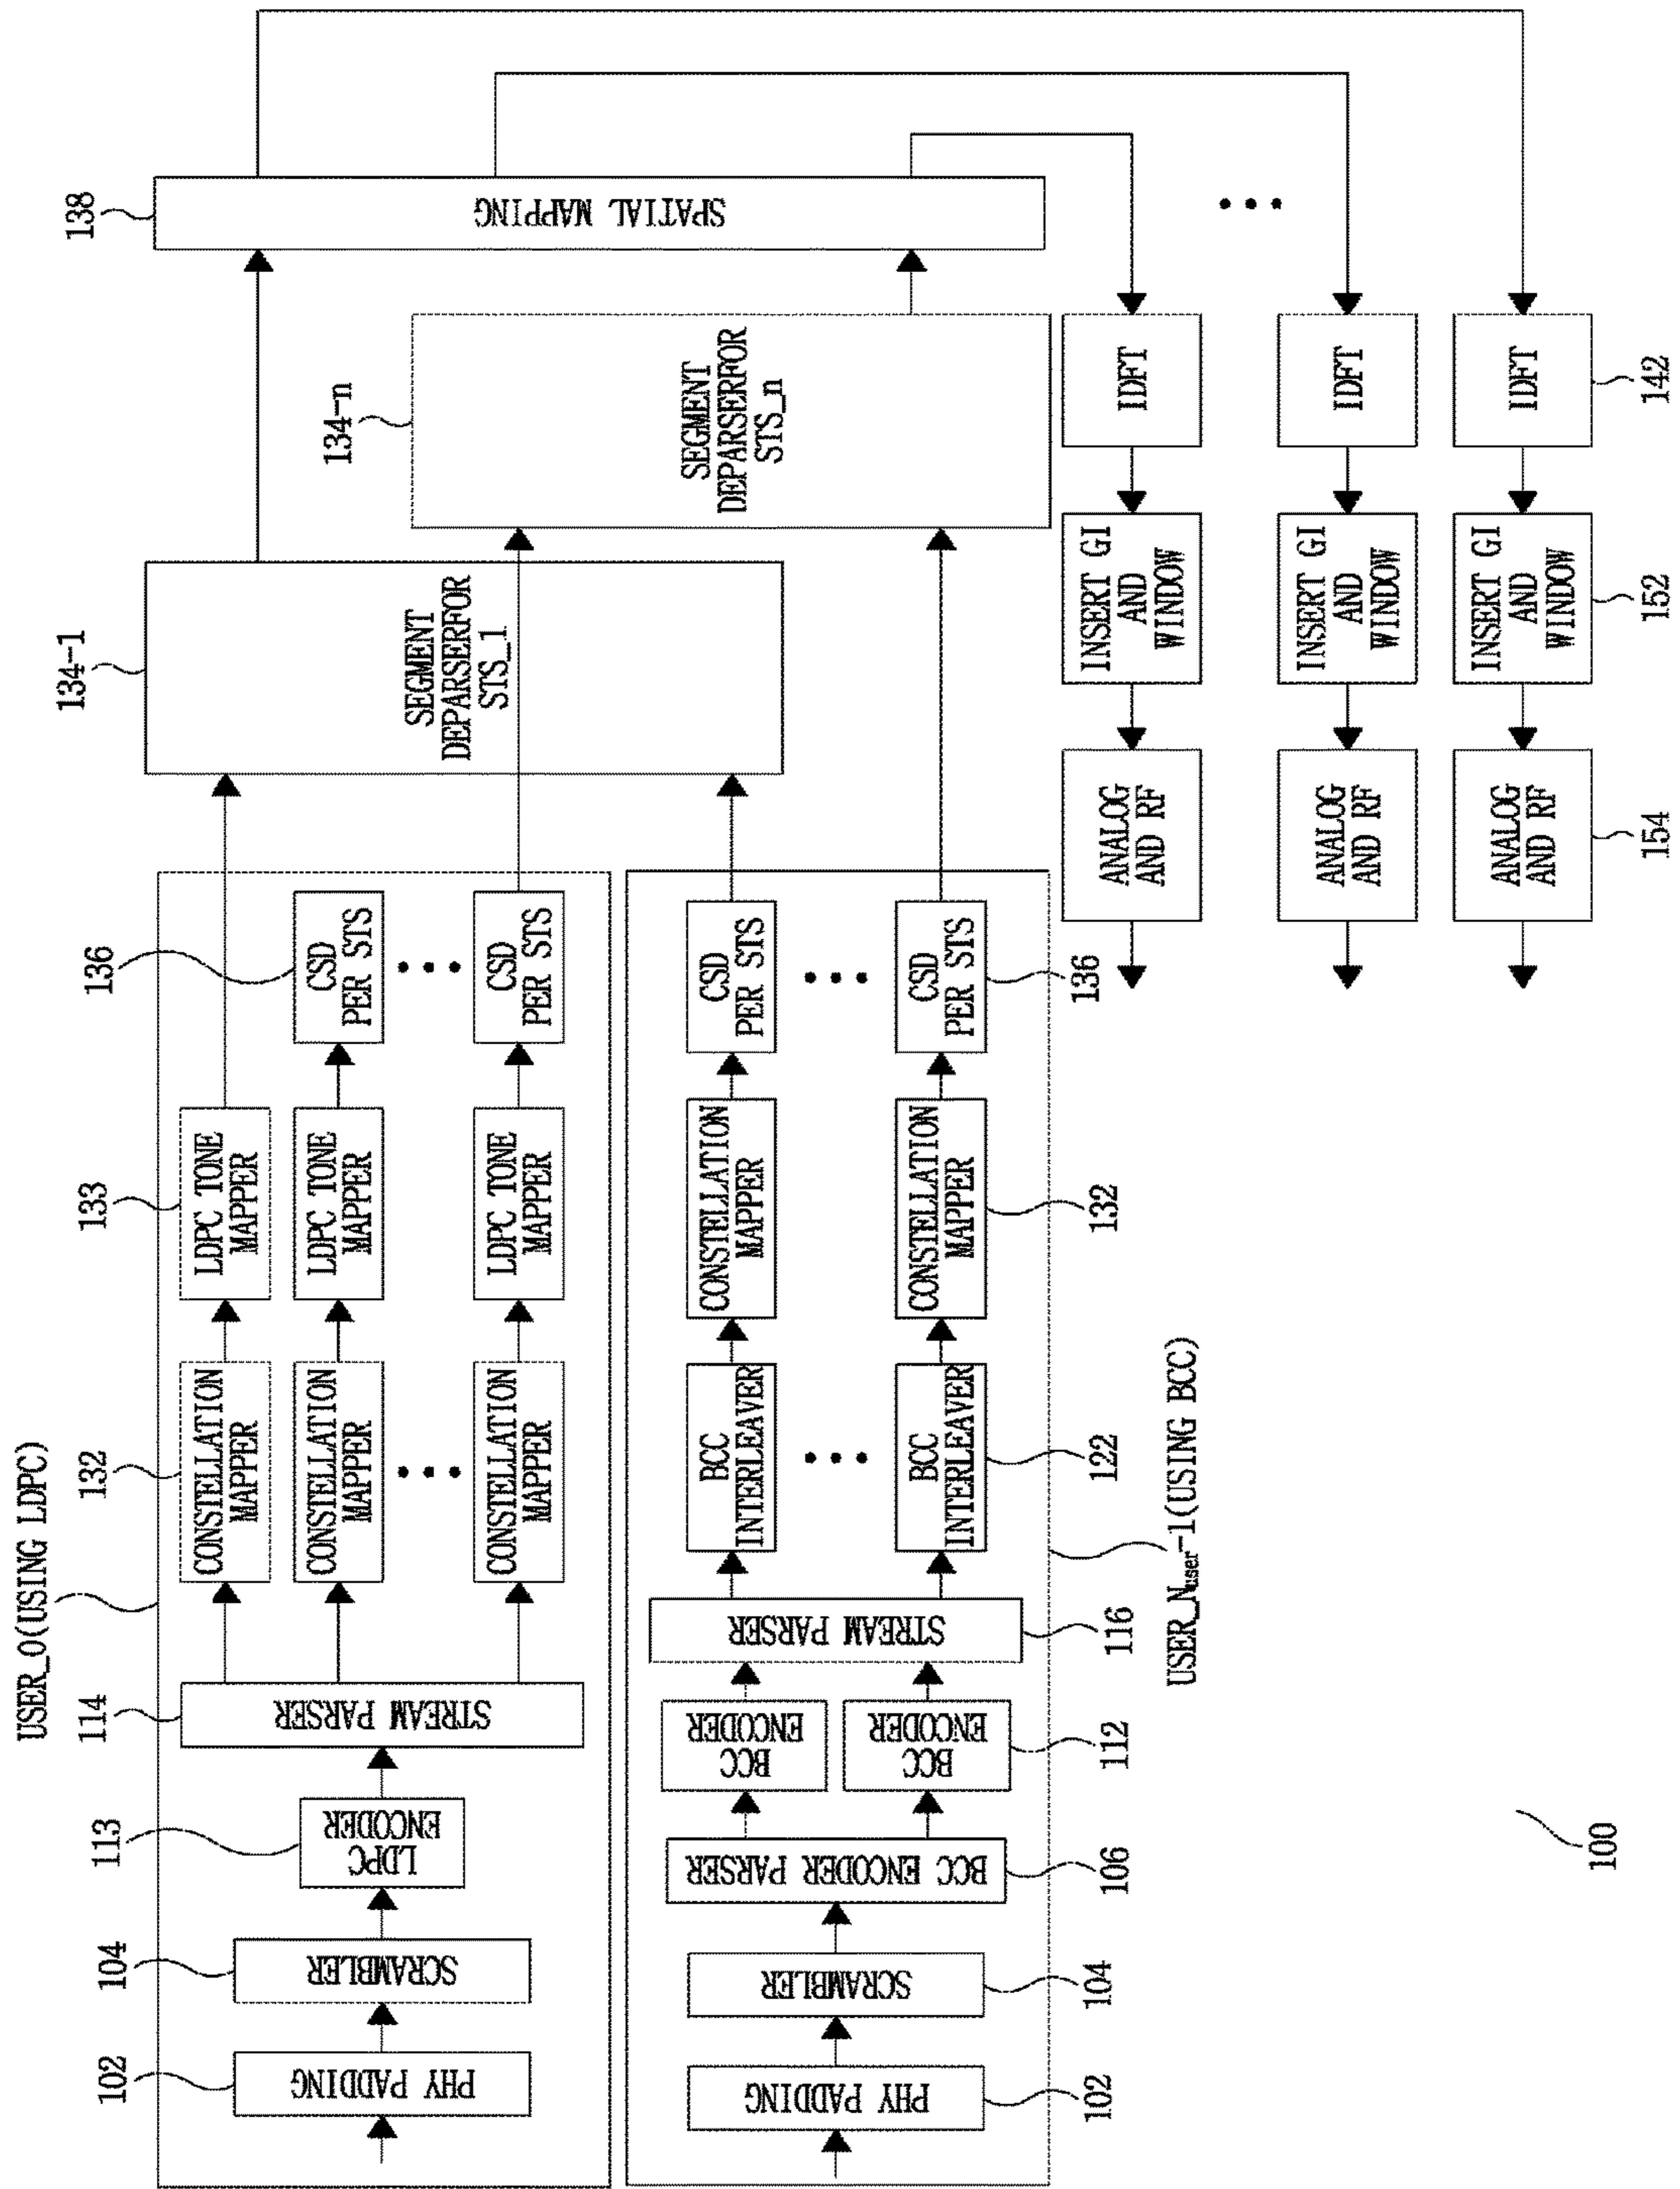 USER_0(USING LDPC)
102
PHY PADDING
104
SCRAMBLER
113
LDPC
ENCODER
114
STREAM PARSER
132
CONSTELLATION
MAPPER
133
LDPC TONE
MAPPER
CONSTELLATION
MAPPER
LDPC TONE
MAPPER
136
CSD
PER STS
CONSTELLATION
MAPPER
LDPC TONE
MAPPER
CSD
PER STS
PHY PADDING
102
SCRAMBLER
104
BCC ENCODER PARSER
106
BCC
ENCODER
BCC
ENCODER
112
STREAM PARSER
116
BCC
INTERLEAVER
CONSTELLATION
MAPPER
CSD
PER STS
BCC
INTERLEAVER
122
CONSTELLATION
MAPPER
132
CSD
PER STS
136
USER_Nuser-1(USING BCC)
134-1
SEGMENT
DEPARSERFOR
STS_1
134-n
SEGMENT
DEPARSERFOR
STS_n
138
SPATIAL MAPPING
ANALOG
AND RF
INSERT GI
AND
WINDOW
IDFT
ANALOG
AND RF
INSERT GI
AND
WINDOW
IDFT
ANALOG
AND RF
INSERT GI
AND
WINDOW
IDFT
154
152
142
100